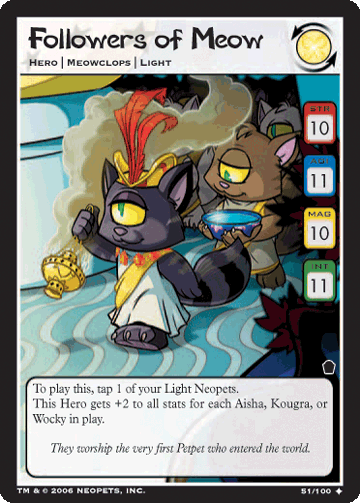 Followers of Meow
Hero | Meowclops | Light
STR
10
AGI
11
MAG
10
INT
11
To play this, tap 1 of your Light Neopets.
This Hero gets +2 to all stats for each Aisha, Kougra, or
Wocky in play.
They worship the very first Petpet who entered the world.
TM & © 2006 NEOPETS, INC.
51/100